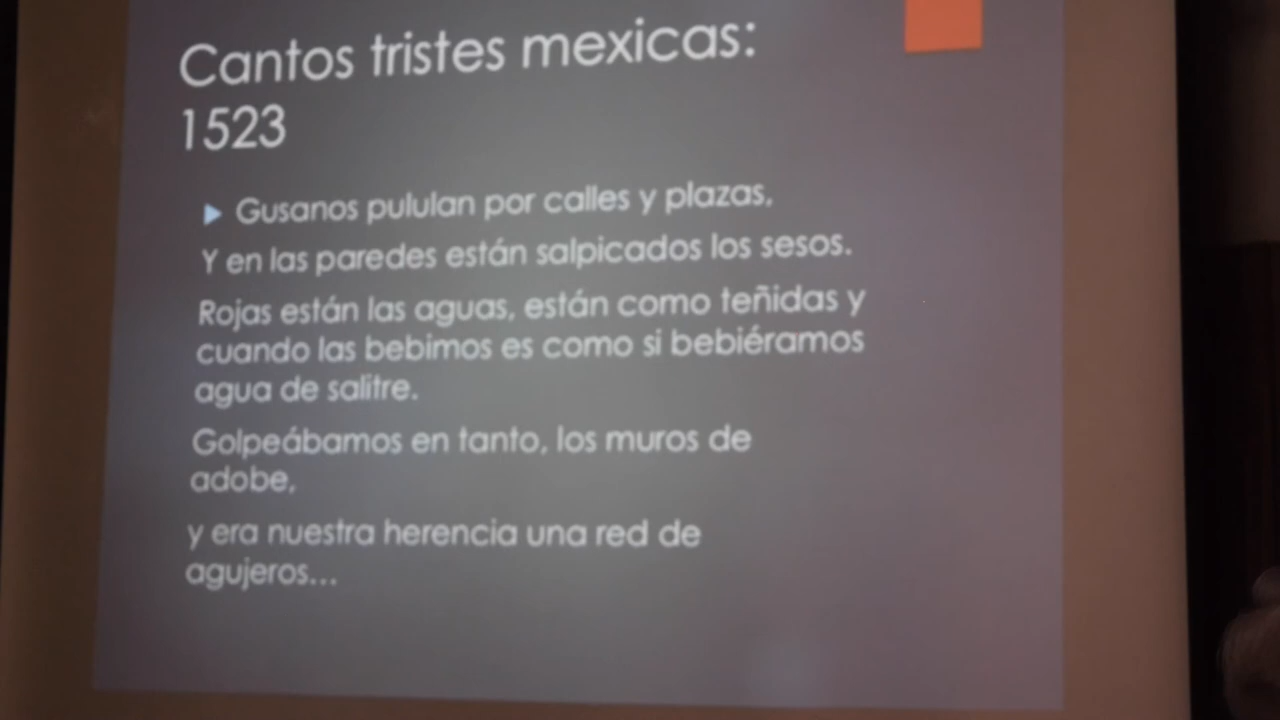 Cantos tristes mexicas:
1523
Gusanos pululan por calles y plazas,
Y en las paredes están salpicados los sesos.
Rojas están las aguas, están como teñidas y
cuando las bebimos es como si bebiéramos
agua de salitre.
Golpeábamos en tanto, los muros de
adobe,
y era nuestra herencia una red de
agujeros...